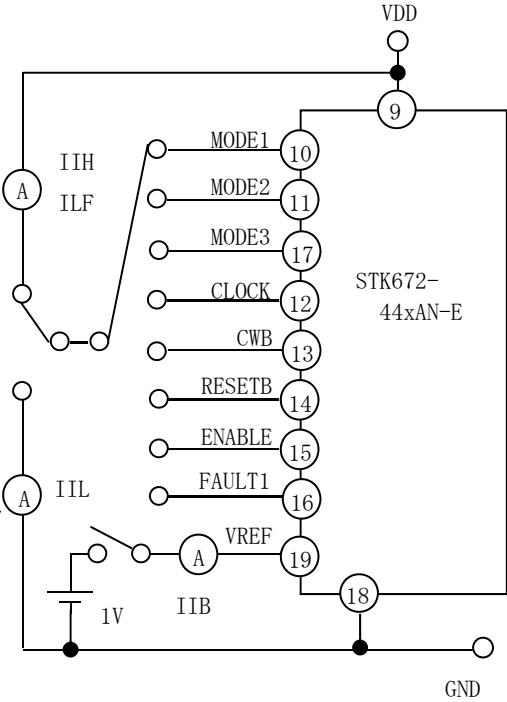 VDD
9
MODE1
10
IIH
A
ILF
MODE2
11
MODE3
17
STK672-
44xAN-E
CLOCK
12
CWB
13
RESETB
14
ENABLE
15
FAULT1
16
A
IIL
VREF
19
A
IIB
1V
18
GND